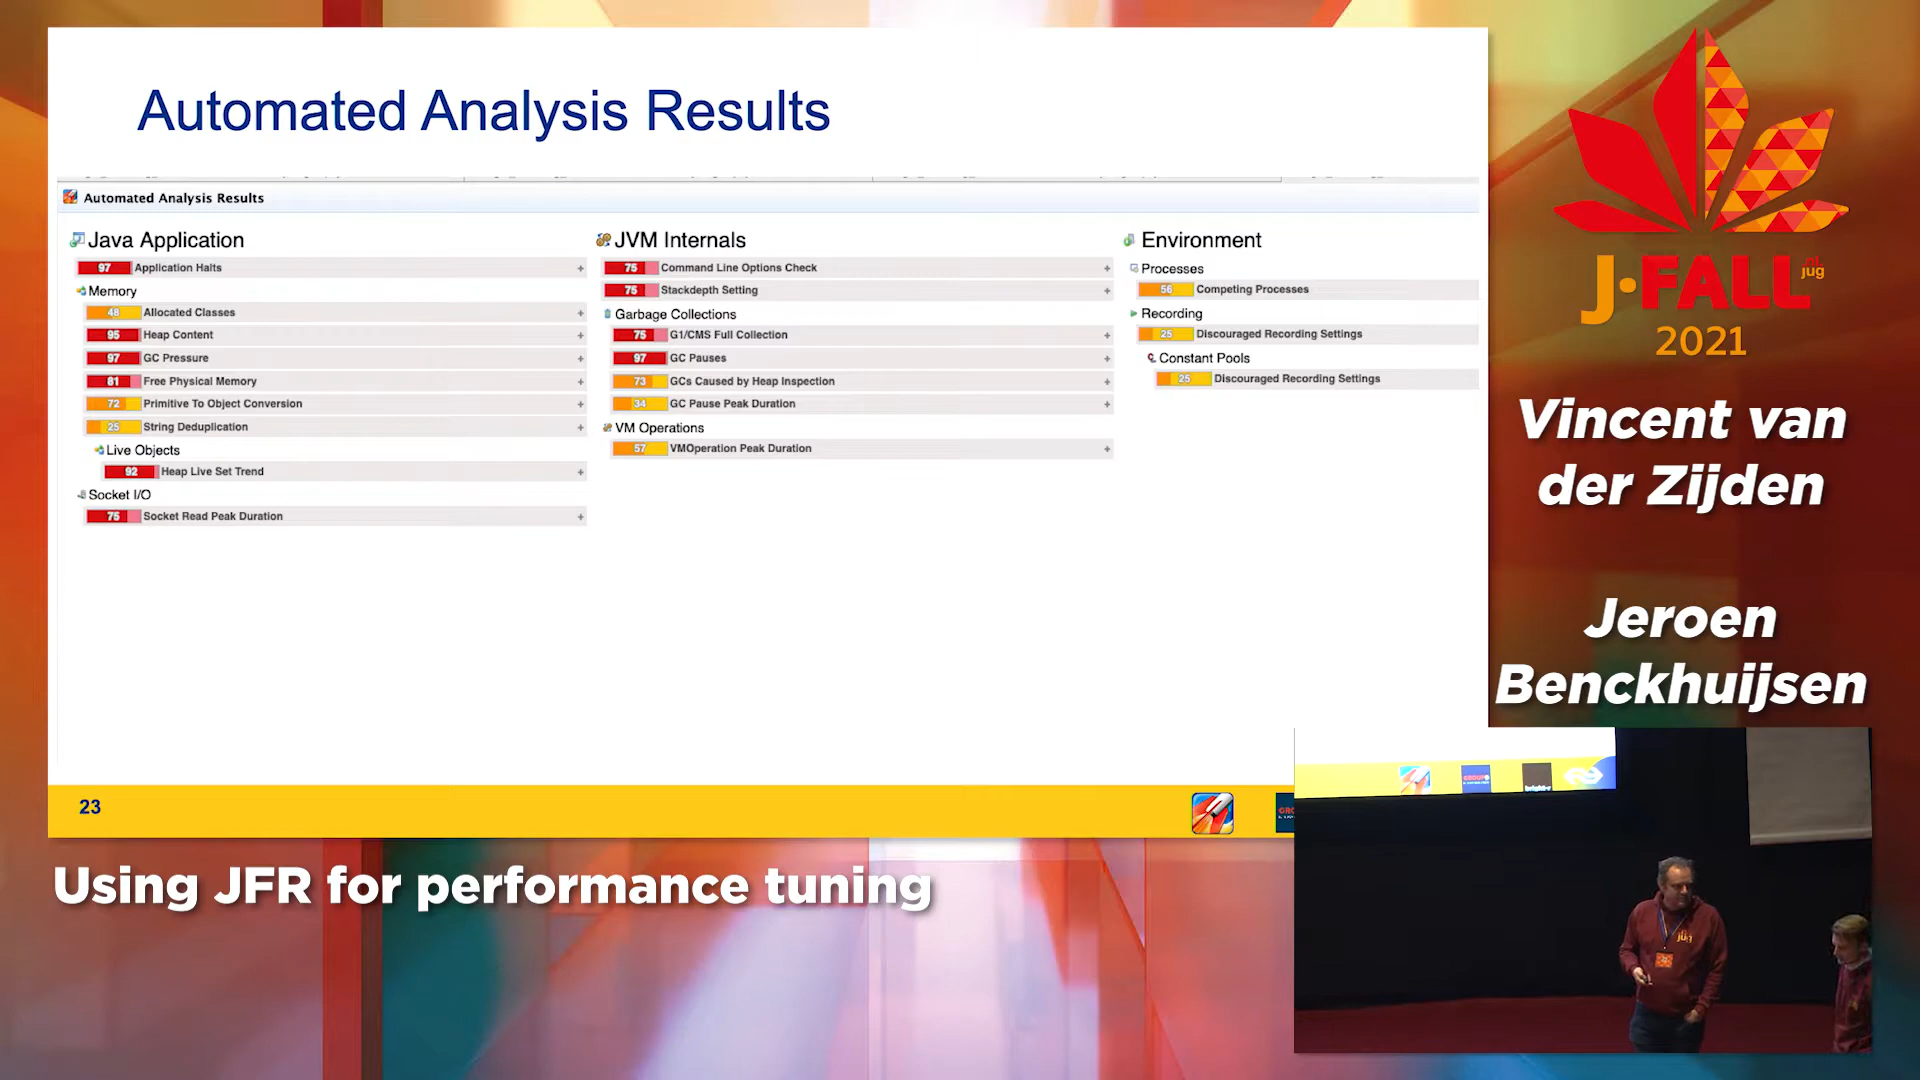 Automated Analysis Results
Automated Analysis Results
Java Application
97 Application Halts +
Memory
48 Allocated Classes +
95 Heap Content +
97 GC Pressure +
81 Free Physical Memory +
72 Primitive To Object Conversion +
25 String Deduplication +
Live Objects
92 Heap Live Set Trend +
Socket I/O
75 Socket Read Peak Duration +
JVM Internals
75 Command Line Options Check +
75 Stackdepth Setting +
Garbage Collections
75 G1/CMS Full Collection +
97 GC Pauses +
73 GCs Caused by Heap Inspection +
34 GC Pause Peak Duration +
VM Operations
57 VMOperation Peak Duration +
Environment
Processes
56 Competing Processes
Recording
25 Discouraged Recording Settings
Constant Pools
25 Discouraged Recording Settings
23
J•FALL
nl
jug
2021
Vincent van
der Zijden
Jeroen
Benckhuijsen
Using JFR for performance tuning
jug